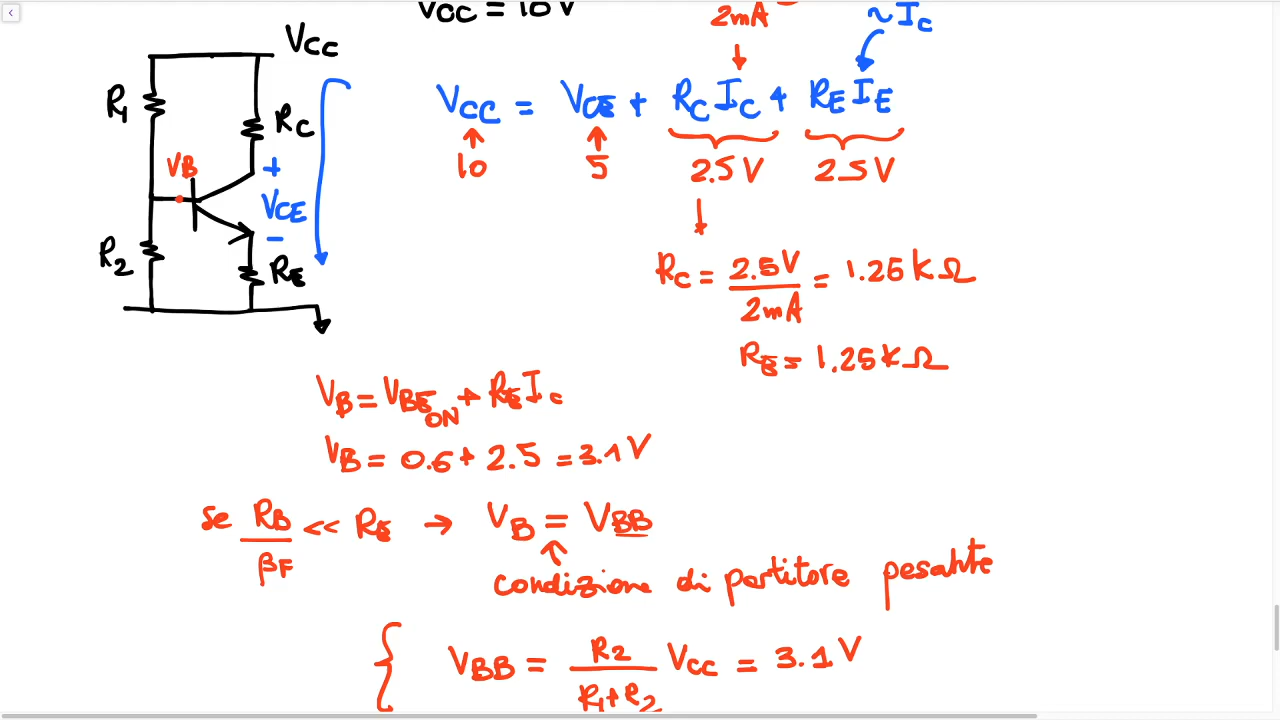 VCC = 10 V
2mA
~IC
VCC
R1
RC
VB
+
VCE
-
R2
RE
VCC = VCE + RC IC + RE IE
10
5
2.5 V
2.5 V
RC = 2.5V / 2mA = 1.25 kΩ
RE = 1.25 kΩ
VB = VBE ON + RE IC
VB = 0.6 + 2.5 = 3.1 V
se RB / βF << RE → VB = VBB
condizione di partitore pesante
VBB = R2 / R1+R2 VCC = 3.1 V